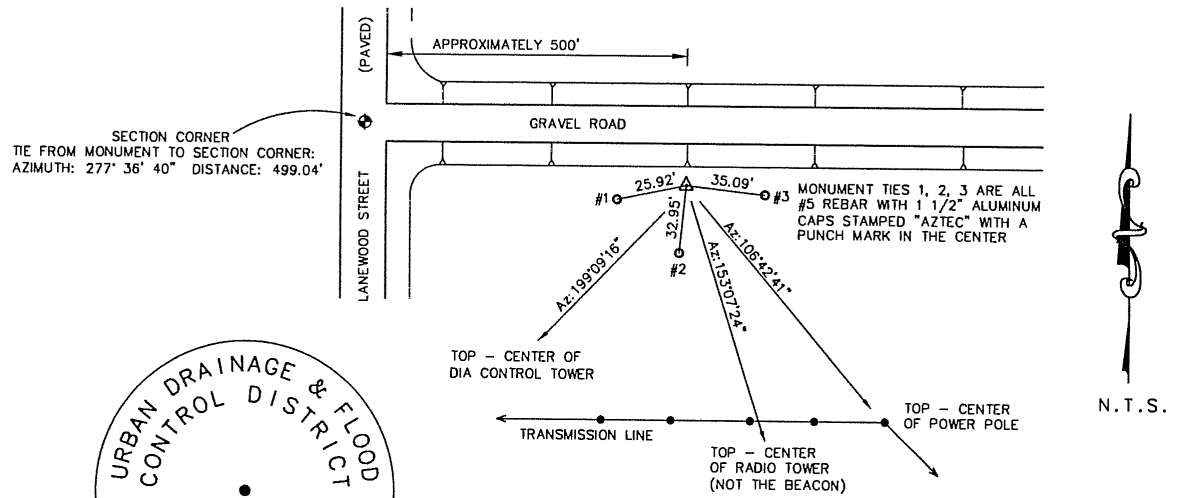 (PAVED)
APPROXIMATELY 500'
SECTION CORNER
TIE FROM MONUMENT TO SECTION CORNER:
AZIMUTH: 277° 36' 40" DISTANCE: 499.04'
GRAVEL ROAD
LANEWOOD STREET
#1
25.92'
35.09'
#3
32.95'
#2
MONUMENT TIES 1, 2, 3 ARE ALL
#5 REBAR WITH 1 1/2" ALUMINUM
CAPS STAMPED "AZTEC" WITH A
PUNCH MARK IN THE CENTER
Az:199°09'16"
Az:153°07'24"
Az:106°42'41"
TOP - CENTER OF
DIA CONTROL TOWER
TRANSMISSION LINE
TOP - CENTER
OF POWER POLE
TOP - CENTER
OF RADIO TOWER
(NOT THE BEACON)
N.T.S.
URBAN DRAINAGE & FLOOD
CONTROL DISTRICT